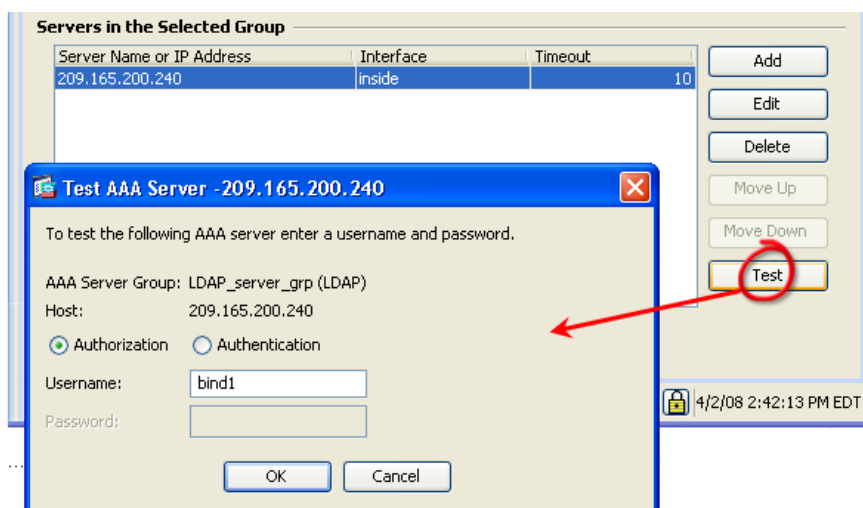 Servers in the Selected Group
Server Name or IP Address Interface Timeout
209.165.200.240 inside 10
Add
Edit
Delete
Move Up
Move Down
Test
Test AAA Server -209.165.200.240
To test the following AAA server enter a username and password.
AAA Server Group: LDAP_server_grp (LDAP)
Host: 209.165.200.240
Authorization Authentication
Username: bind1
Password:
OK Cancel
4/2/08 2:42:13 PM EDT
...